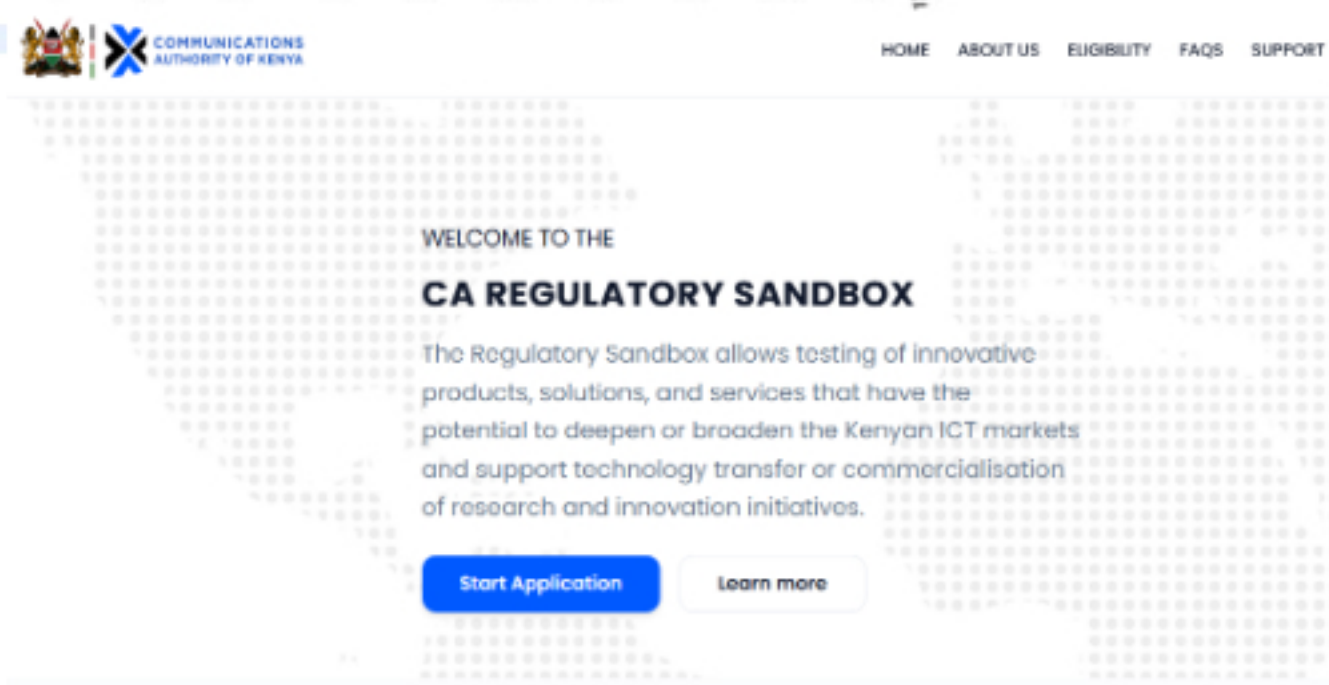 COMMUNICATIONS
AUTHORITY OF KENYA
HOME ABOUT US ELIGIBILITY FAQS SUPPORT
WELCOME TO THE
CA REGULATORY SANDBOX
The Regulatory Sandbox allows testing of innovative
products, solutions, and services that have the
potential to deepen or broaden the Kenyan ICT markets
and support technology transfer or commercialisation
of research and innovation initiatives.
Start Application Learn more